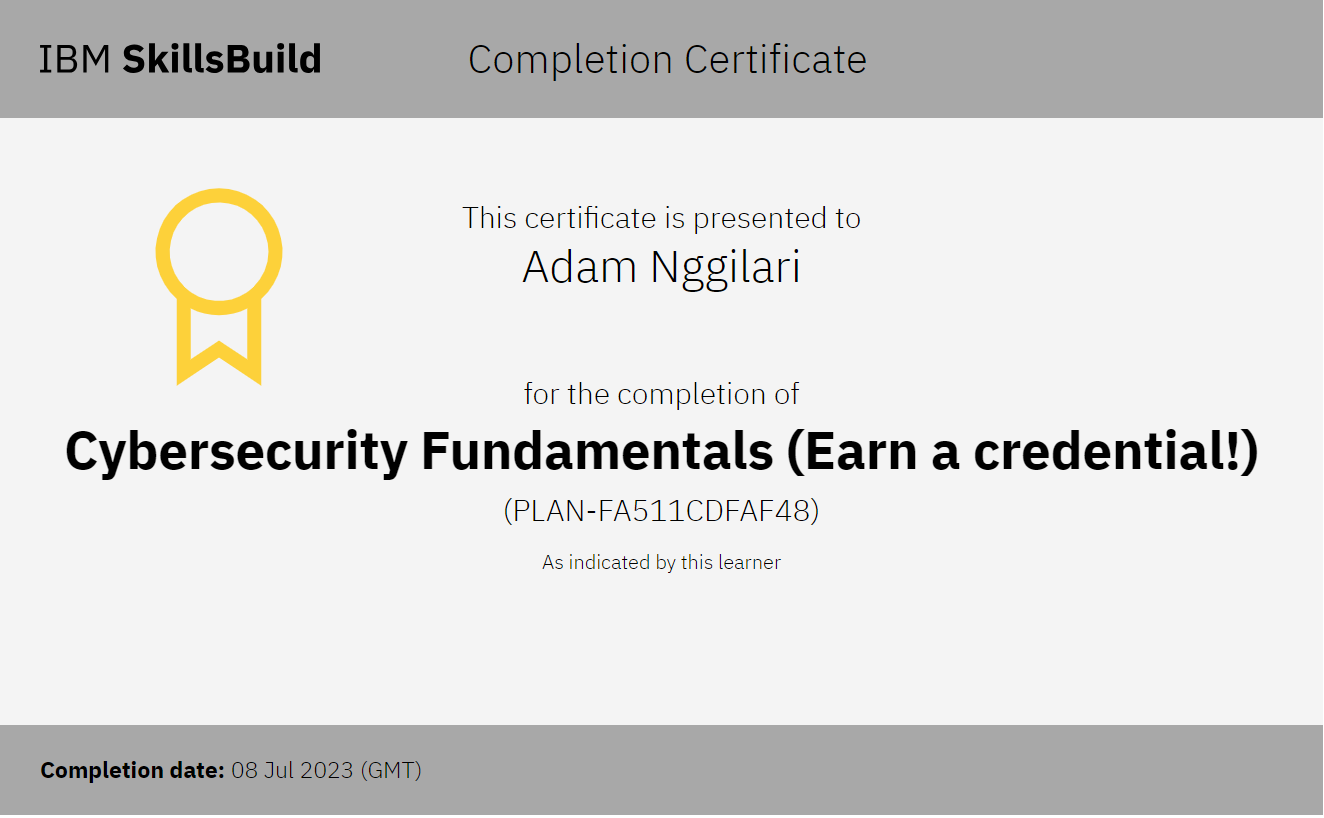 IBM SkillsBuild
Completion Certificate
This certificate is presented to
Adam Nggilari
for the completion of
Cybersecurity Fundamentals (Earn a credential!)
(PLAN-FA511CDFAF48)
As indicated by this learner
Completion date: 08 Jul 2023 (GMT)